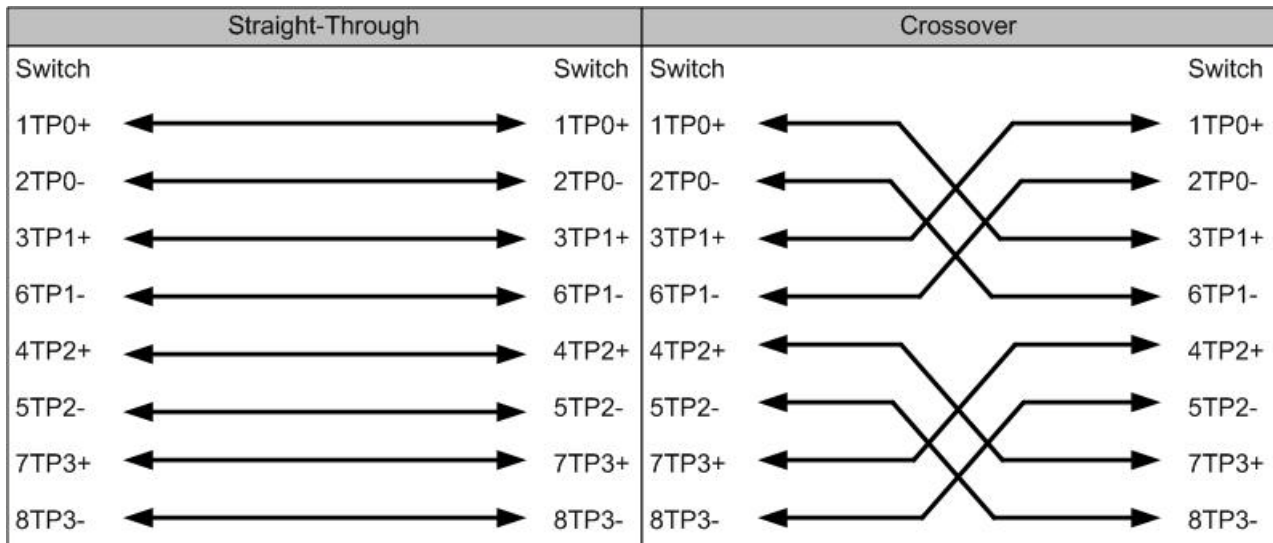 Straight-Through Crossover
Switch Switch Switch Switch
1TP0+ 1TP0+ 1TP0+ 1TP0+
2TP0- 2TP0- 2TP0- 2TP0-
3TP1+ 3TP1+ 3TP1+ 3TP1+
6TP1- 6TP1- 6TP1- 6TP1-
4TP2+ 4TP2+ 4TP2+ 4TP2+
5TP2- 5TP2- 5TP2- 5TP2-
7TP3+ 7TP3+ 7TP3+ 7TP3+
8TP3- 8TP3- 8TP3- 8TP3-